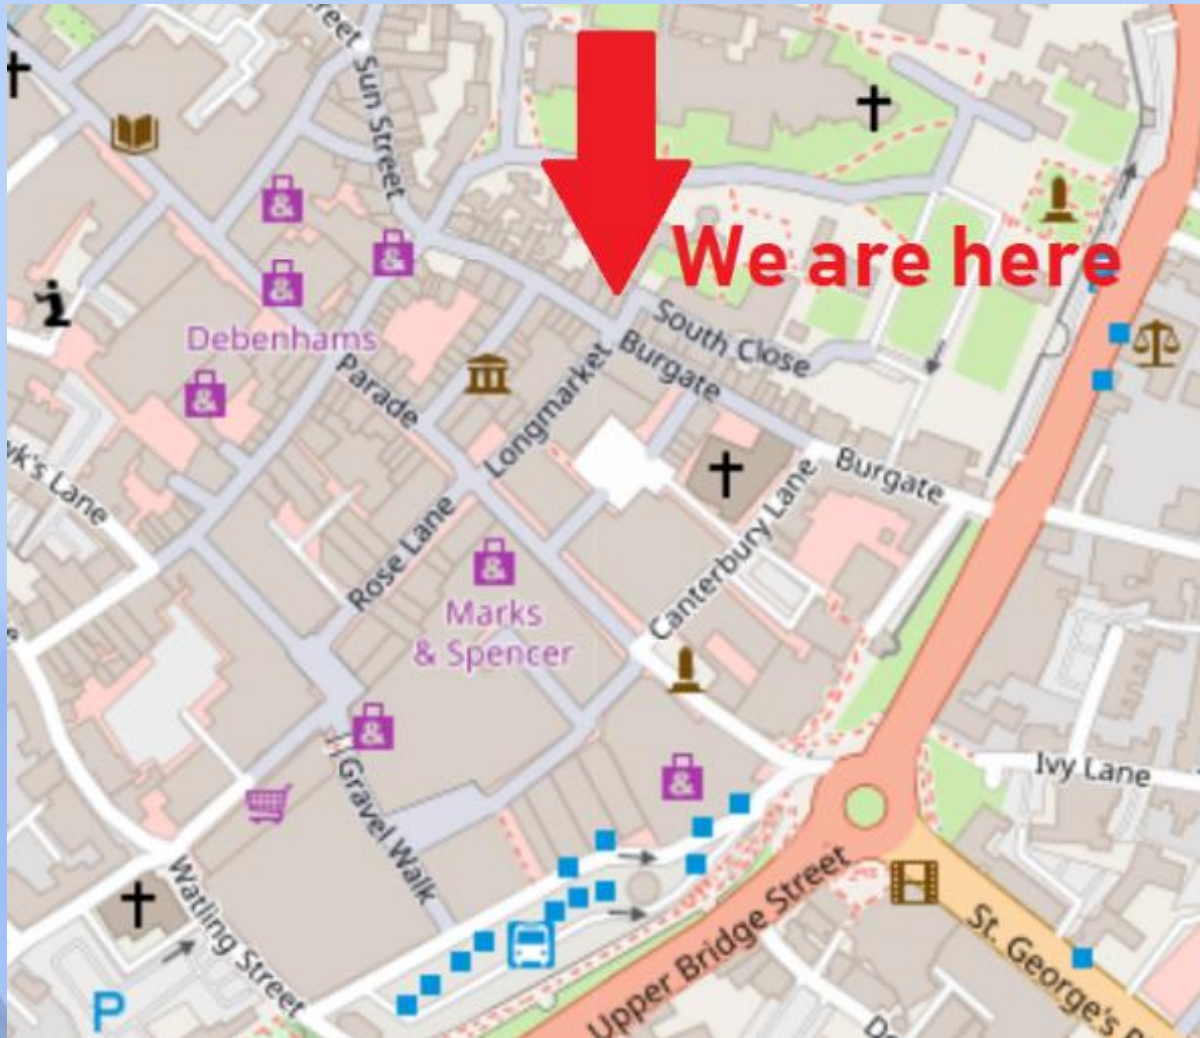 Sun Street
We are here
South Close
Burgate
Debenhams
Parade
Longmarket
Burgate
Canterbury Lane
Rose Lane
Marks
& Spencer
Ivy Lane
Gravel Walk
Watling Street
Upper Bridge Street
St. George's
P